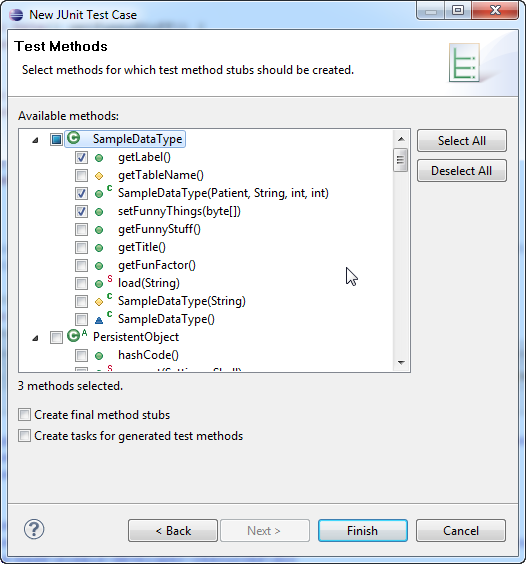 New JUnit Test Case
Test Methods
Select methods for which test method stubs should be created.
Available methods:
C SampleDataType
getLabel()
getTableName()
C SampleDataType(Patient, String, int, int)
setFunnyThings(byte[])
getFunnyStuff()
getTitle()
getFunFactor()
S load(String)
C SampleDataType(String)
C SampleDataType()
C A PersistentObject
hashCode()
Select All
Deselect All
3 methods selected.
Create final method stubs
Create tasks for generated test methods
? < Back Next > Finish Cancel